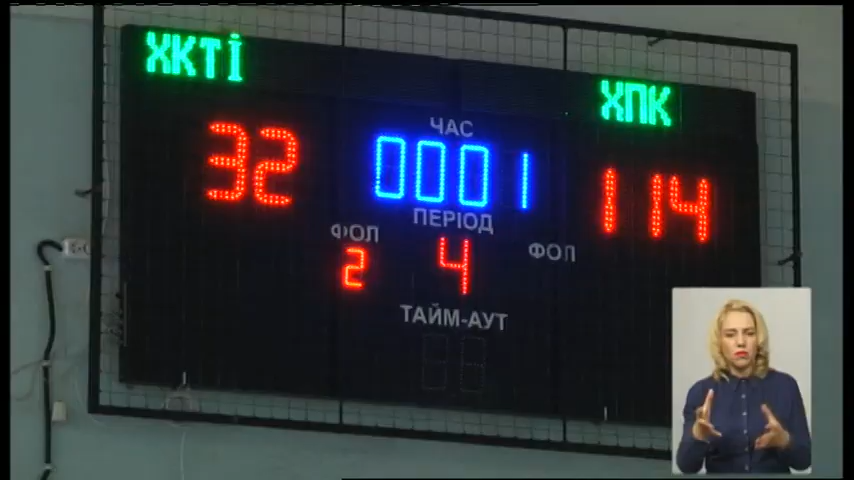 ХКТІ
ХПК
ЧАС
32
0001
114
ПЕРІОД
ФОЛ
ФОЛ
2
4
ТАЙМ-АУТ